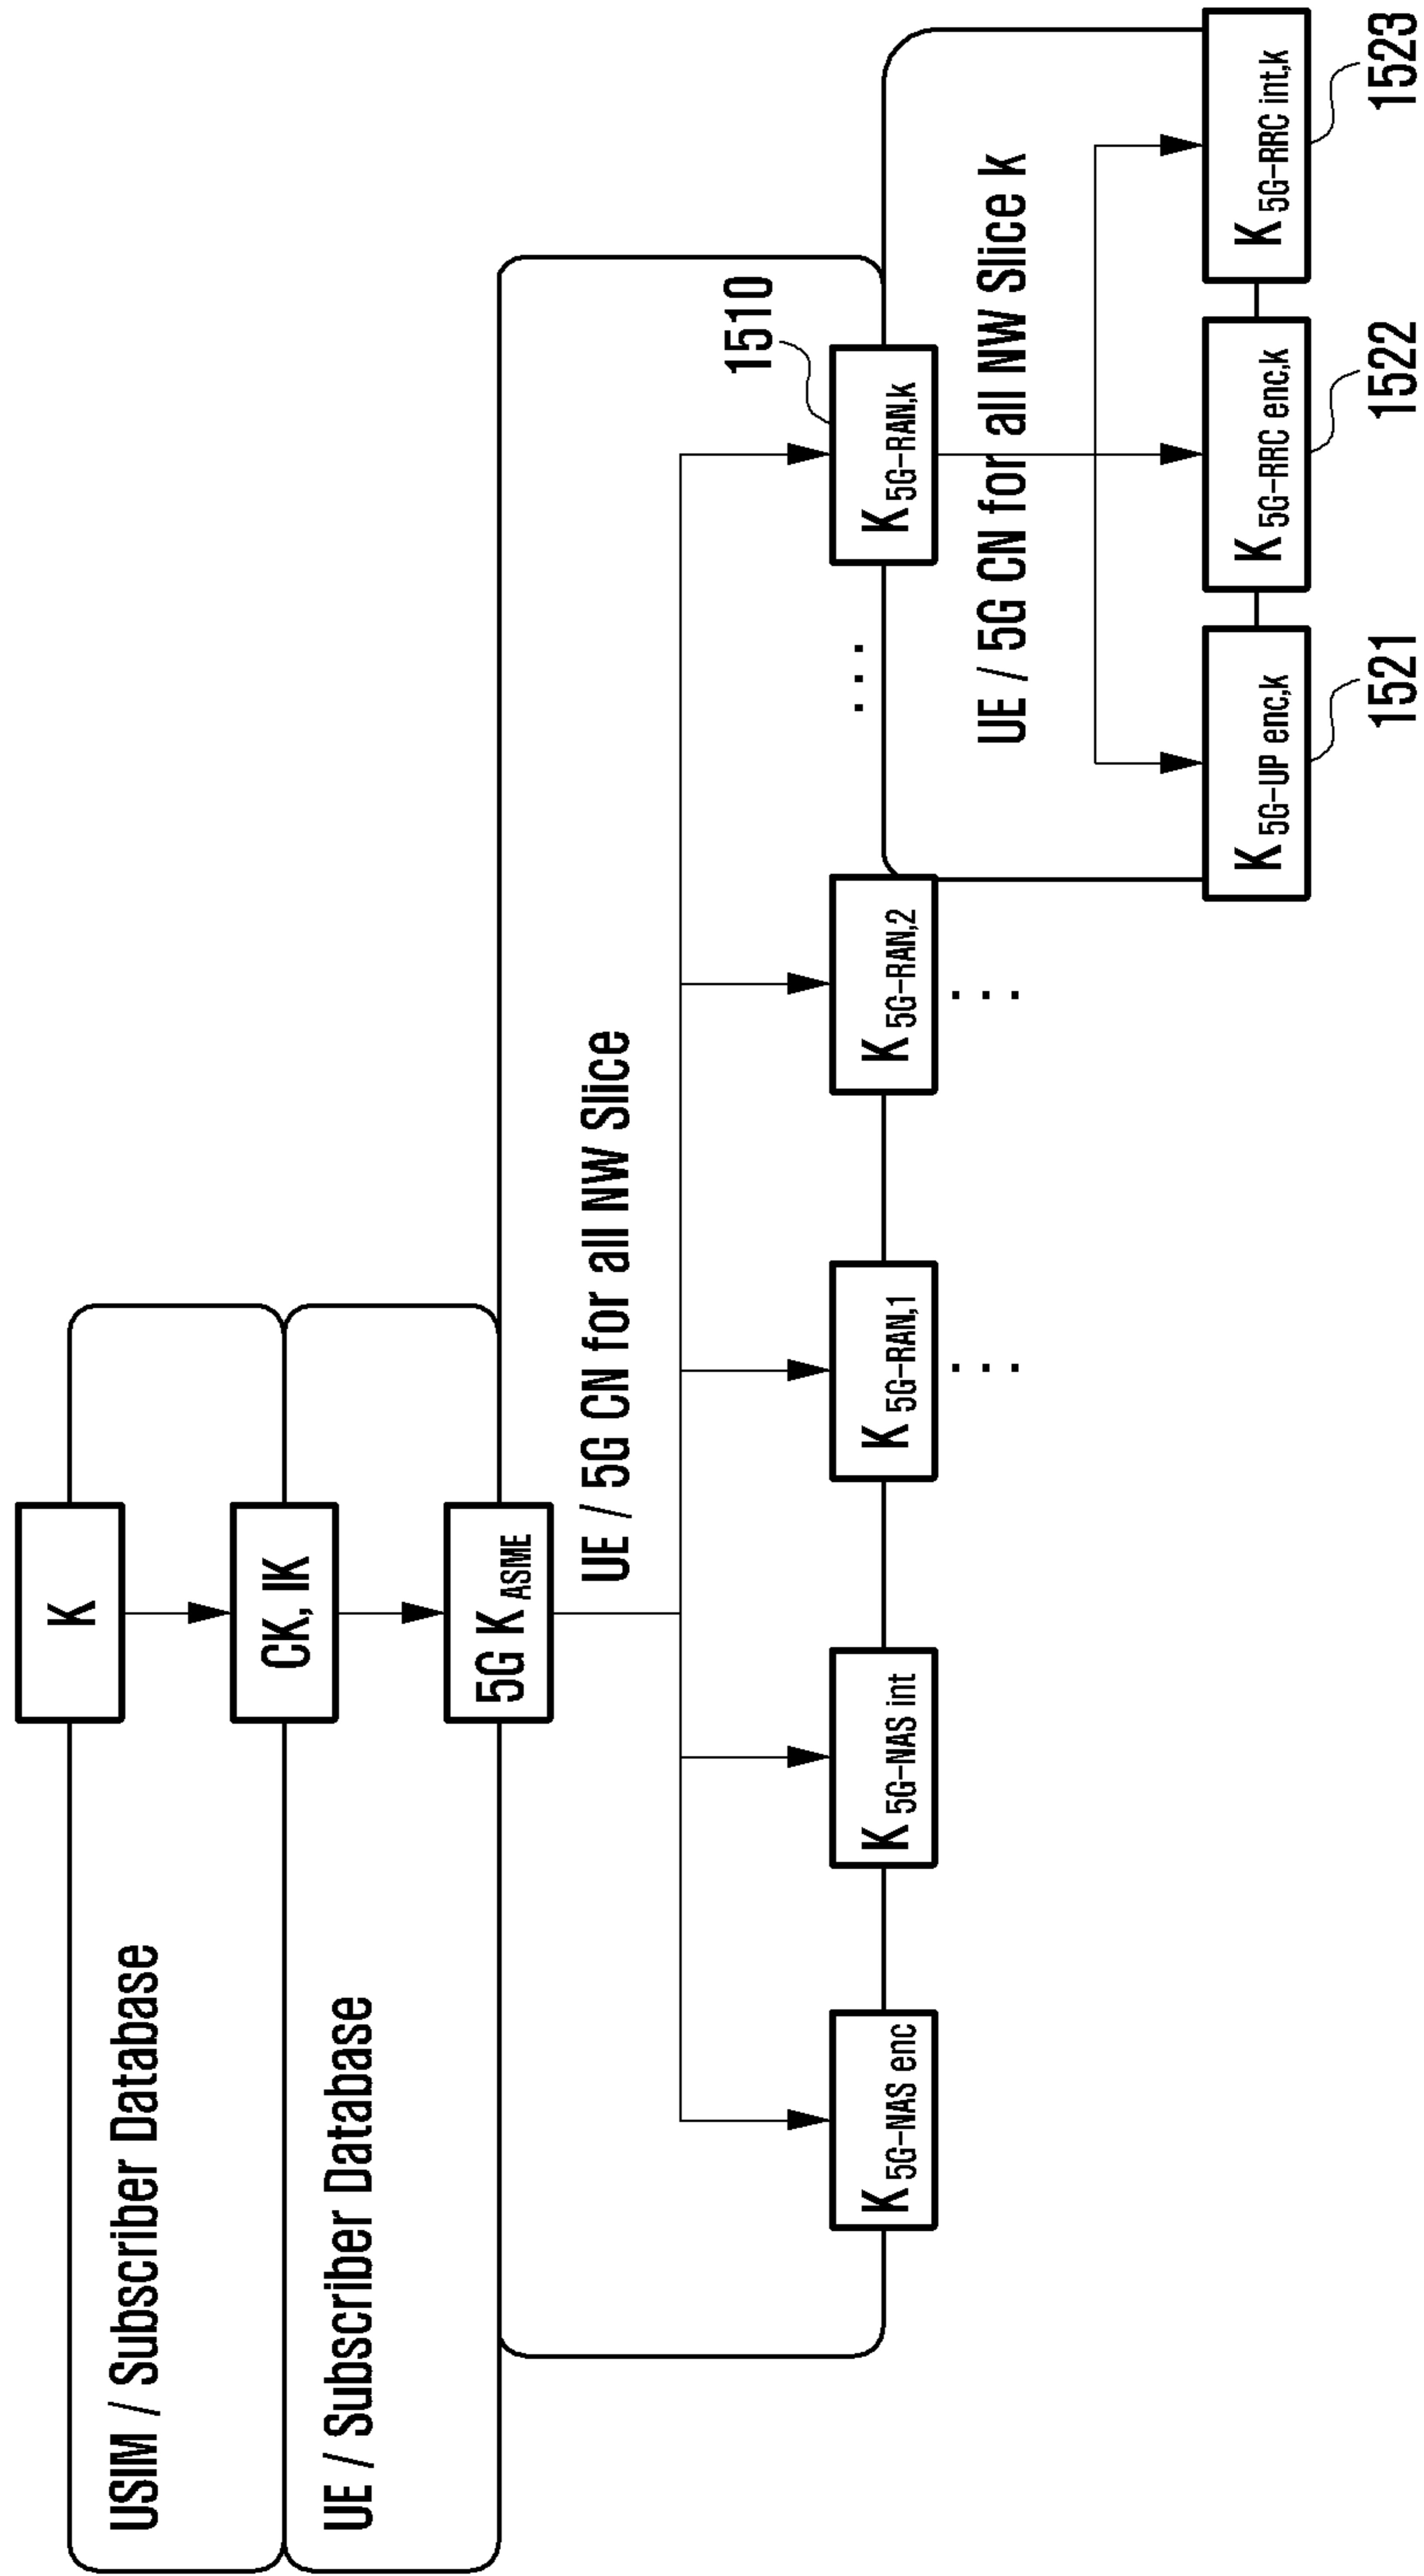 K
USIM / Subscriber Database
CK, IK
UE / Subscriber Database
5G K ASME
UE / 5G CN for all NW Slice
1510
K 5G-NAS enc
K 5G-NAS int
K 5G-RAN,1
K 5G-RAN,2
...
K 5G-RAN,k
...
...
UE / 5G CN for all NW Slice k
K 5G-UP enc,k
K 5G-RRC enc,k
K 5G-RRC int,k
1521
1522
1523